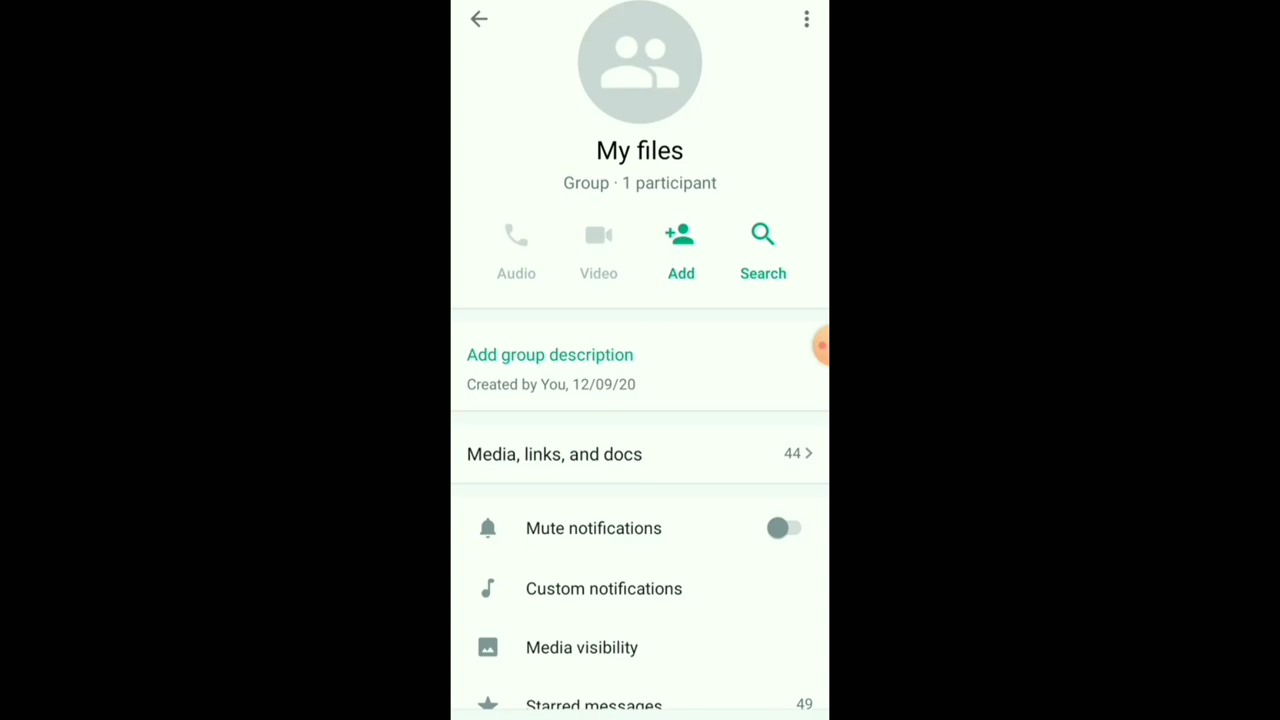 My files
Group · 1 participant
Audio Video Add Search
Add group description
Created by You, 12/09/20
Media, links, and docs 44
Mute notifications
Custom notifications
Media visibility
Starred messages 49